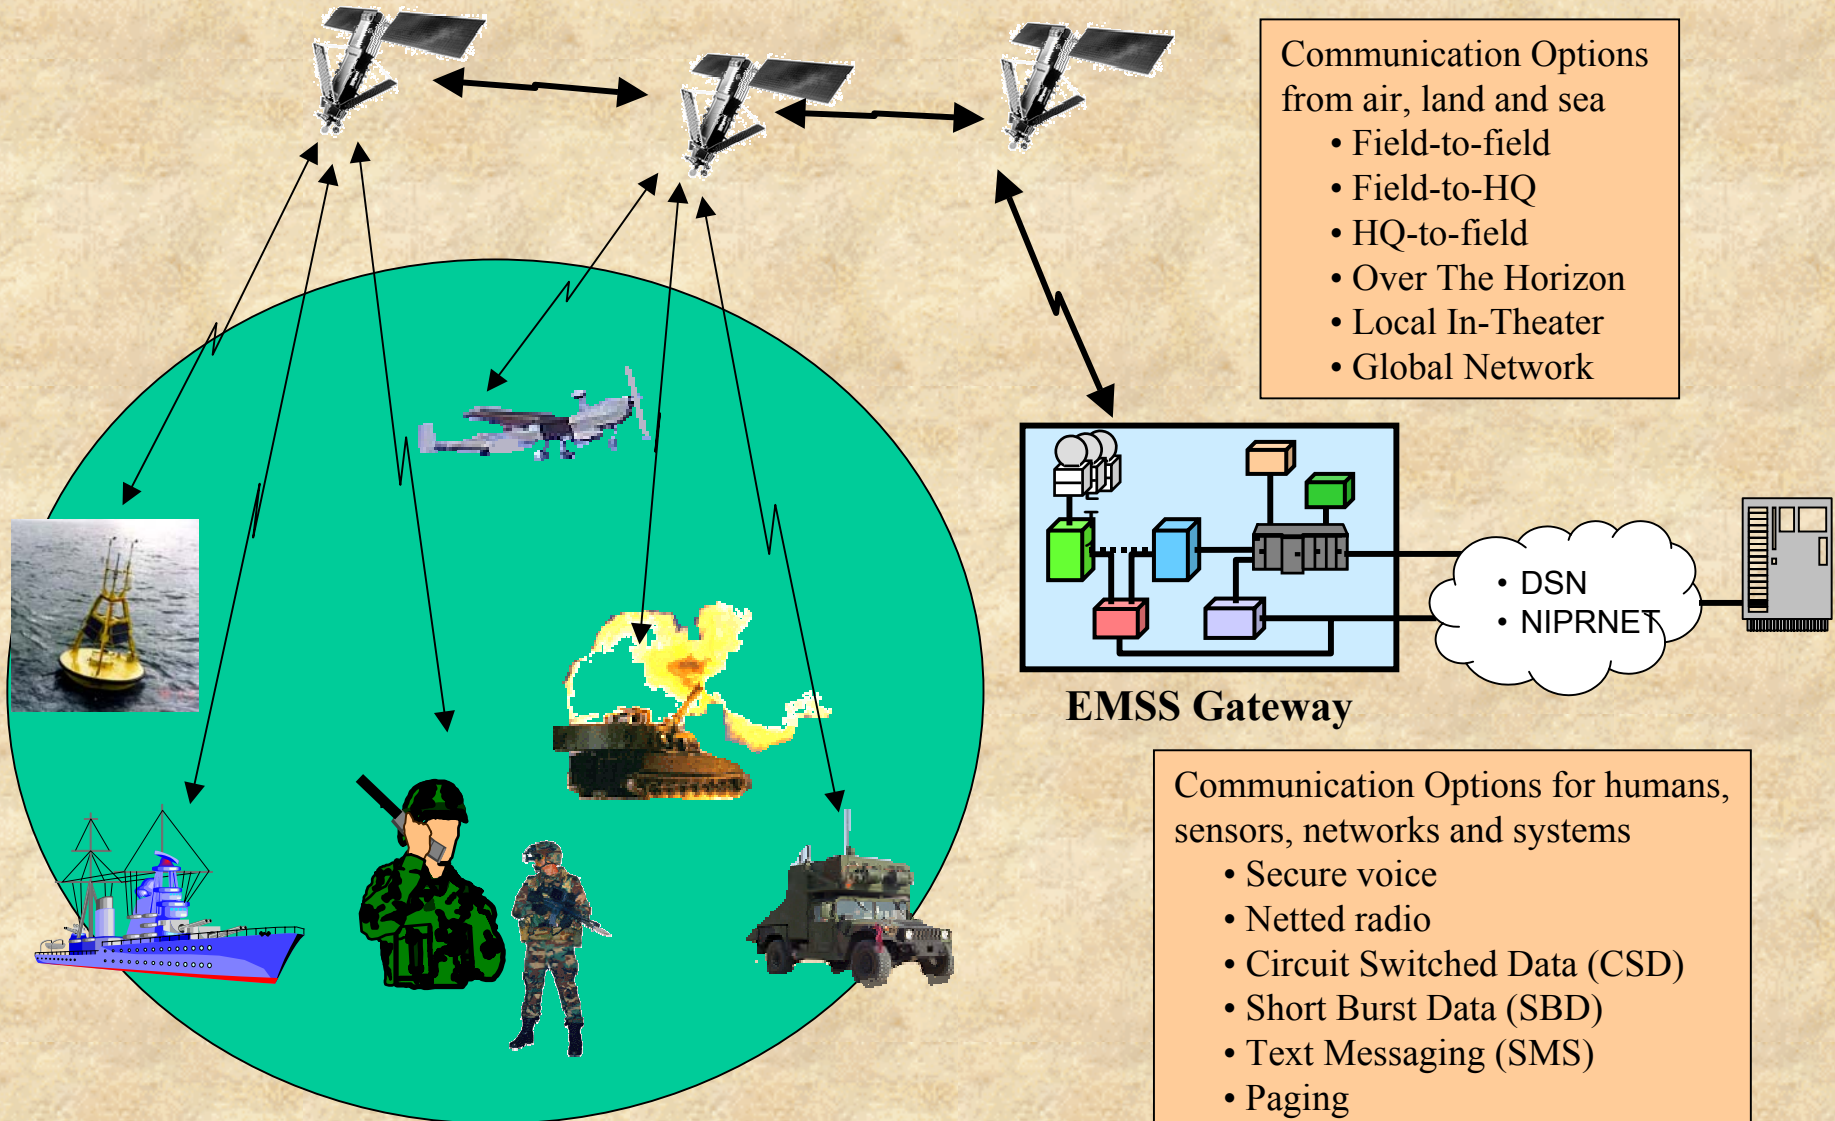 Communication Options
from air, land and sea
• Field-to-field
• Field-to-HQ
• HQ-to-field
• Over The Horizon
• Local In-Theater
• Global Network
• DSN
• NIPRNET
EMSS Gateway
Communication Options for humans,
sensors, networks and systems
• Secure voice
• Netted radio
• Circuit Switched Data (CSD)
• Short Burst Data (SBD)
• Text Messaging (SMS)
• Paging